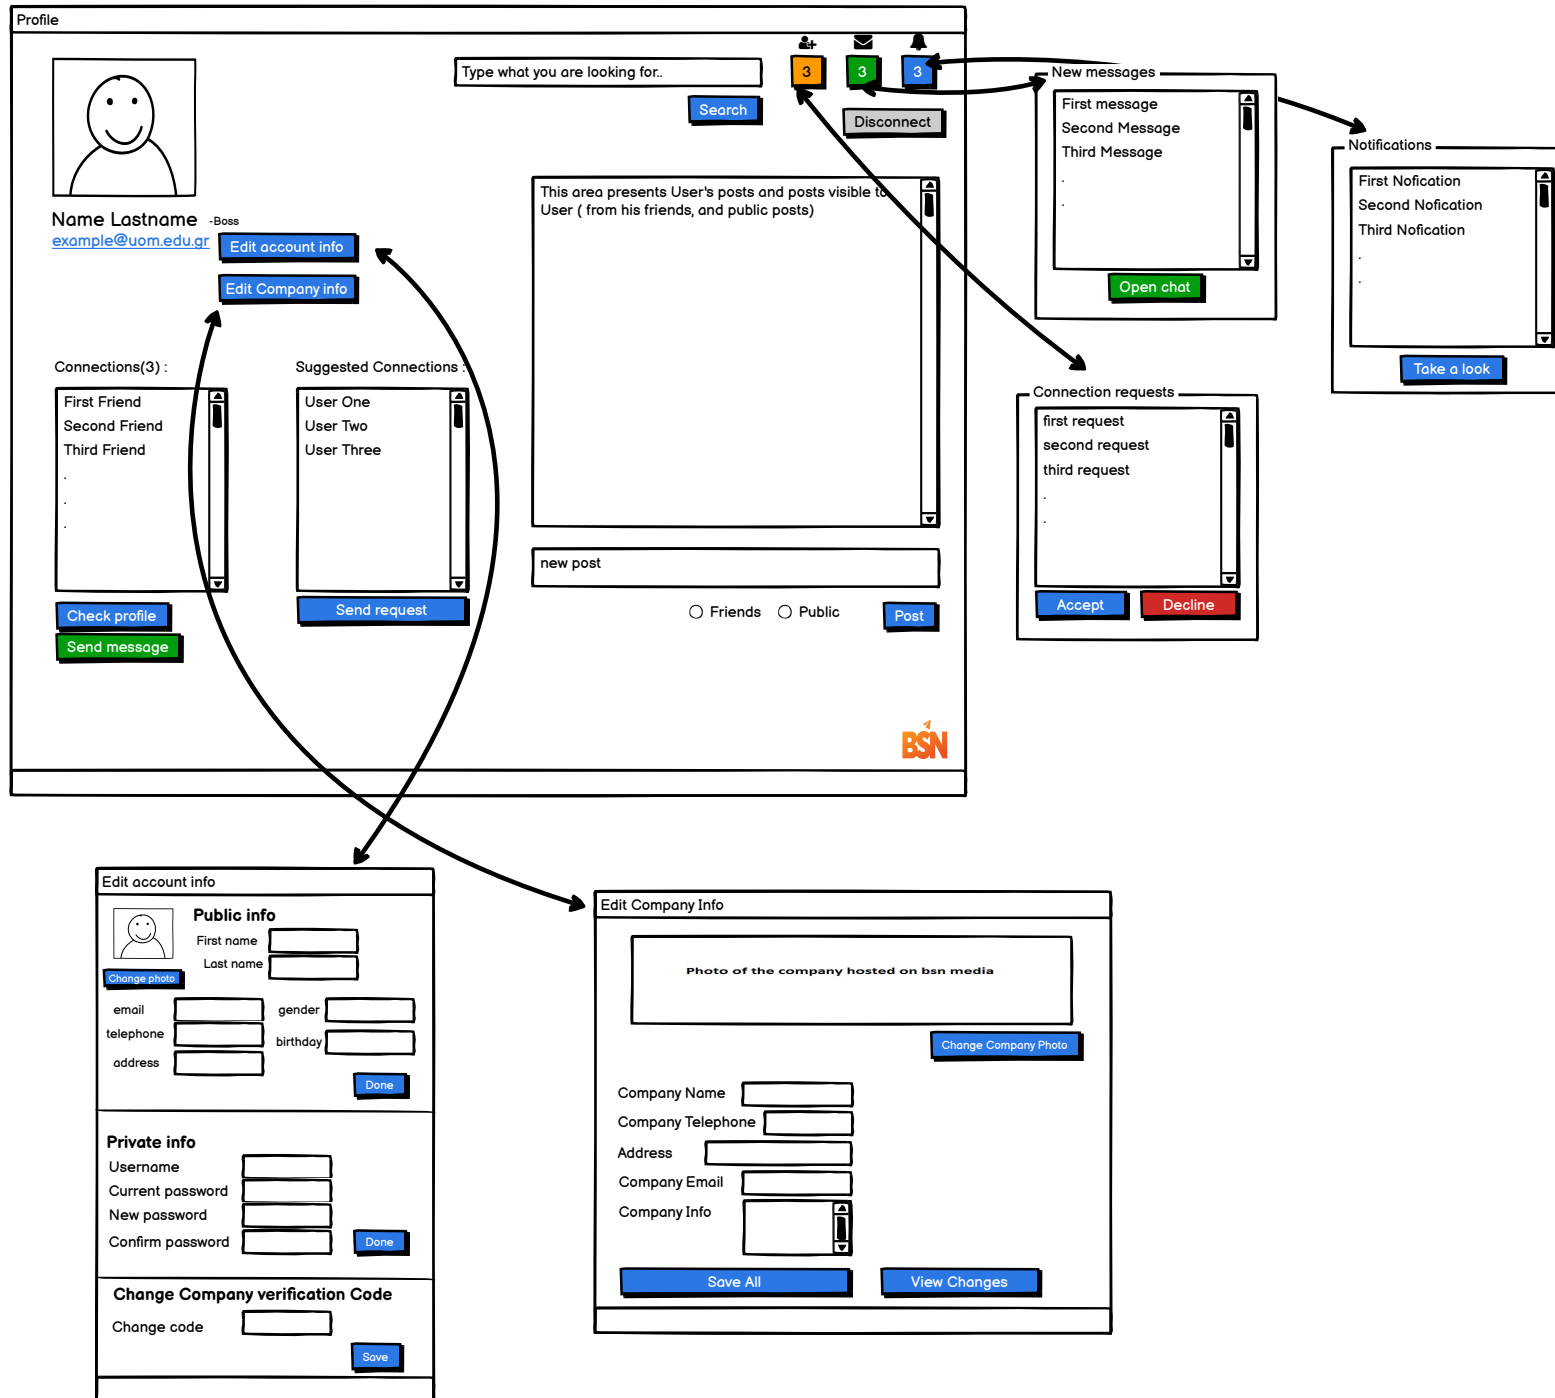 Profile
Type what you are looking for..
3
3
3
Search
Disconnect
Name Lastname -Boss
example@uom.edu.gr
Edit account info
Edit Company info
This area presents User's posts and posts visible to
User ( from his friends, and public posts)
Connections(3) :
First Friend
Second Friend
Third Friend
.
.
.
Check profile
Send message
Suggested Connections :
User One
User Two
User Three
Send request
new post
Friends
Public
Post
BSN
New messages
First message
Second Message
Third Message
.
.
Open chat
Notifications
First Nofication
Second Nofication
Third Nofication
.
.
Take a look
Connection requests
first request
second request
third request
.
.
Accept
Decline
Edit account info
Public info
First name
Last name
Change photo
email
gender
telephone
birthday
address
Done
Private info
Username
Current password
New password
Confirm password
Done
Change Company verification Code
Change code
Save
Edit Company Info
Photo of the company hosted on bsn media
Change Company Photo
Company Name
Company Telephone
Address
Company Email
Company Info
Save All
View Changes